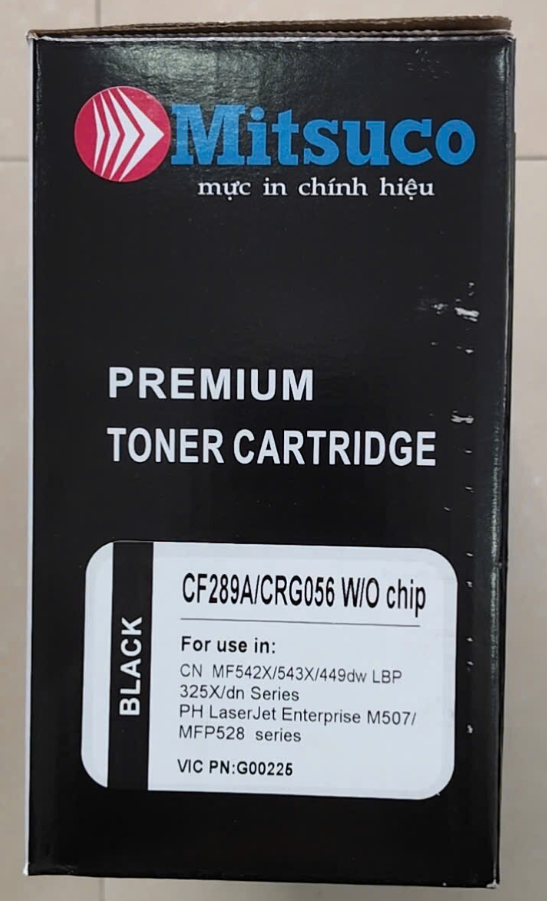 Mitsuco
mực in chính hiệu
PREMIUM
TONER CARTRIDGE
BLACK
CF289A/CRG056 W/O chip
For use in:
CN MF542X/543X/449dw LBP
325X/dn Series
PH LaserJet Enterprise M507/
MFP528 series
VIC PN:G00225